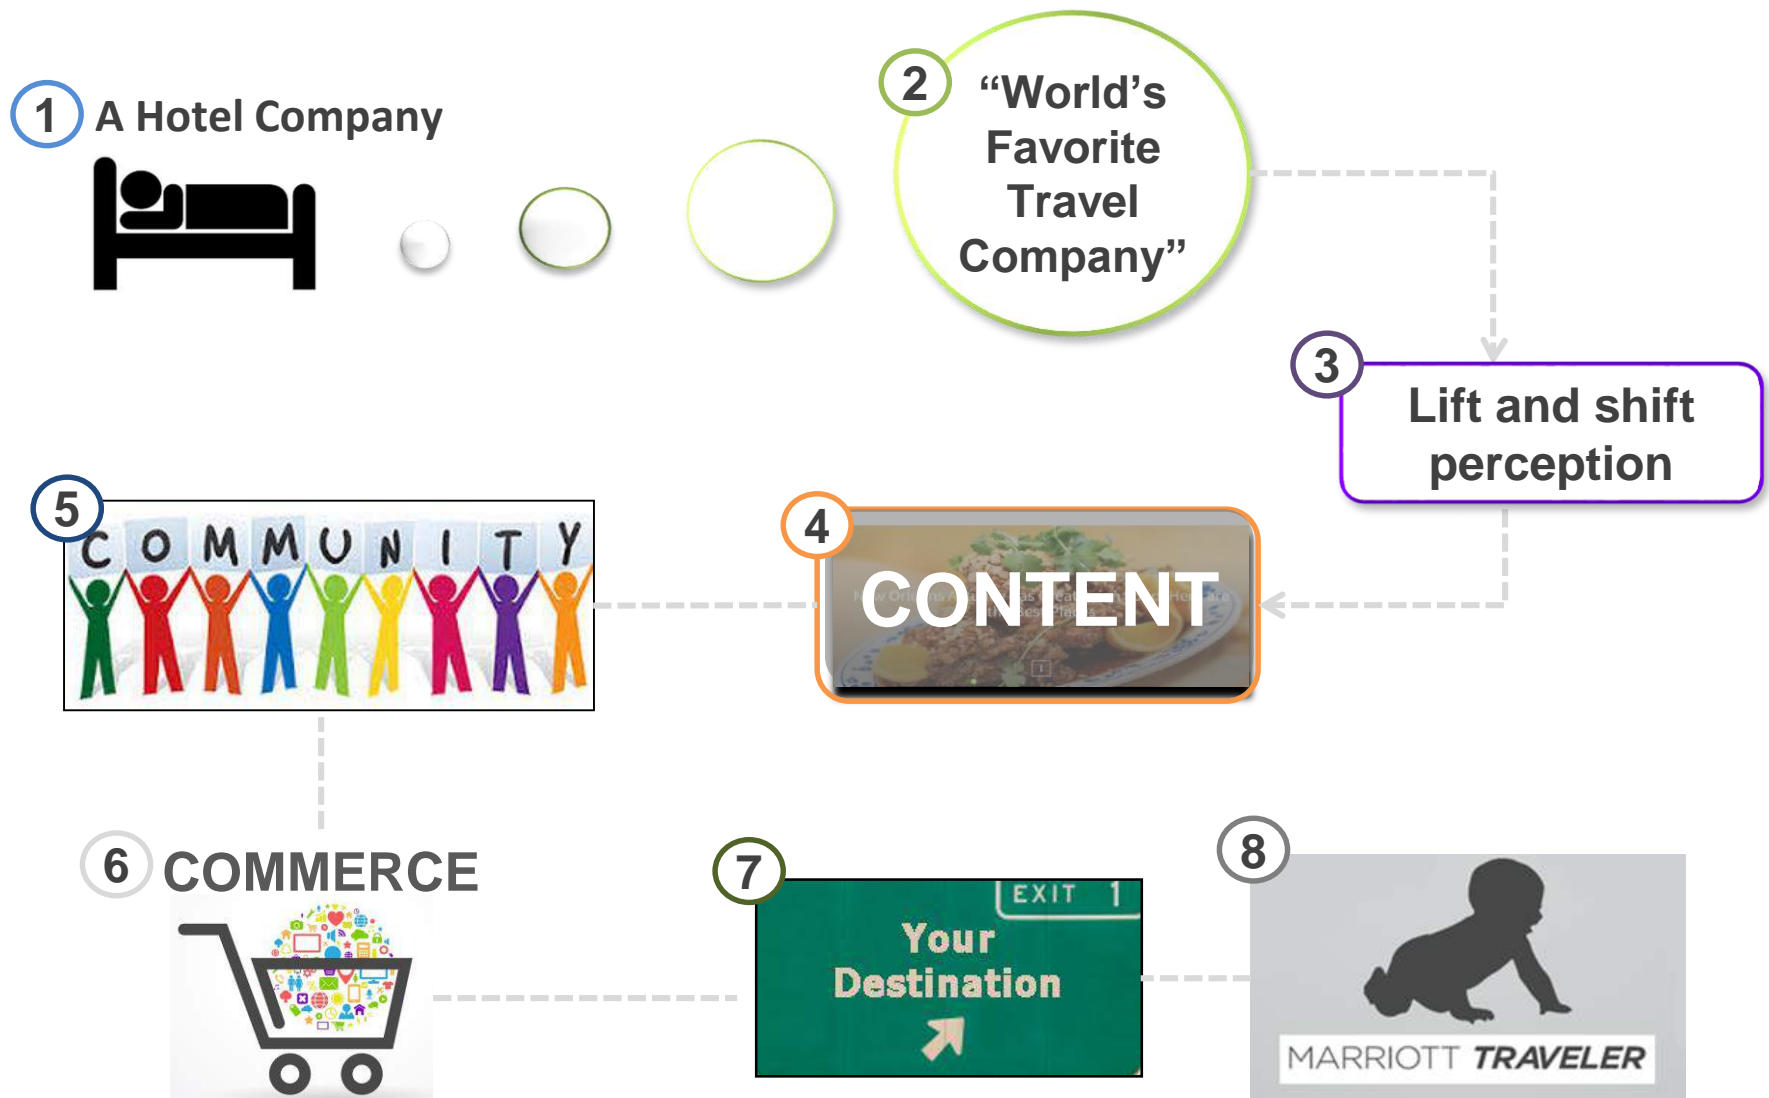 1
A Hotel Company
2
“World’s
Favorite
Travel
Company”
3
Lift and shift
perception
4
CONTENT
5
COMMUNITY
6
COMMERCE
7
EXIT 1
Your
Destination
8
MARRIOTT TRAVELER